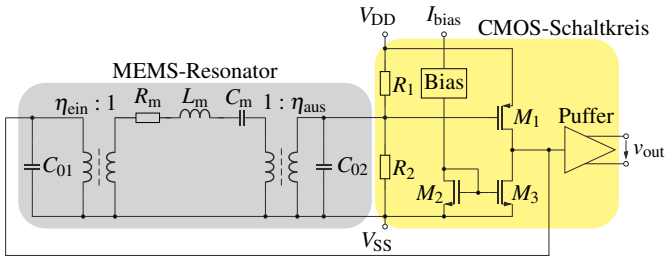 V_DD I_bias CMOS-Schaltkreis
MEMS-Resonator
η_ein : 1 R_m L_m C_m 1 : η_aus
R_1 Bias M_1 Puffer
C_01 C_02 R_2 M_2 M_3 v_out
V_SS